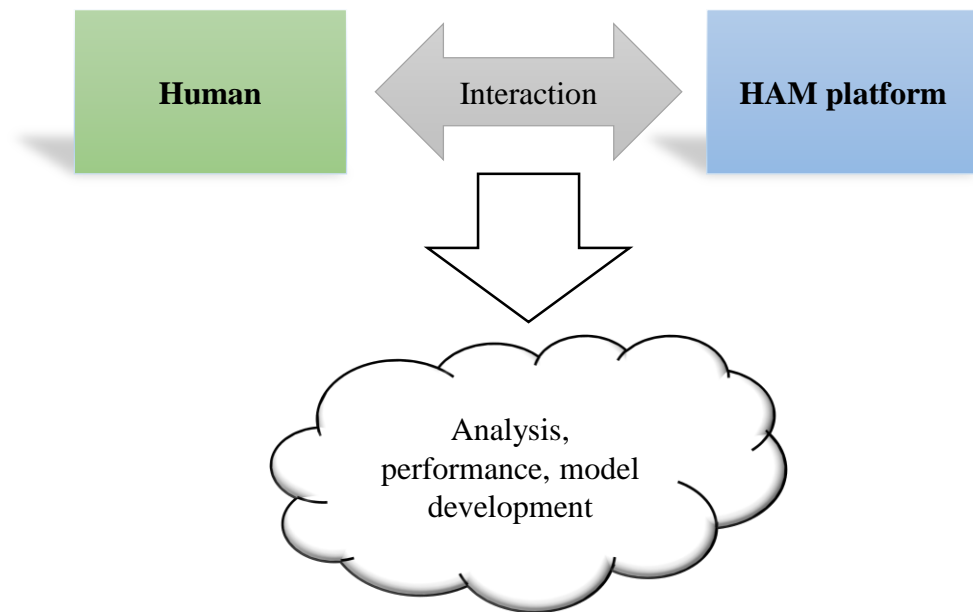 Human
Interaction
HAM platform
Analysis,
performance, model
development